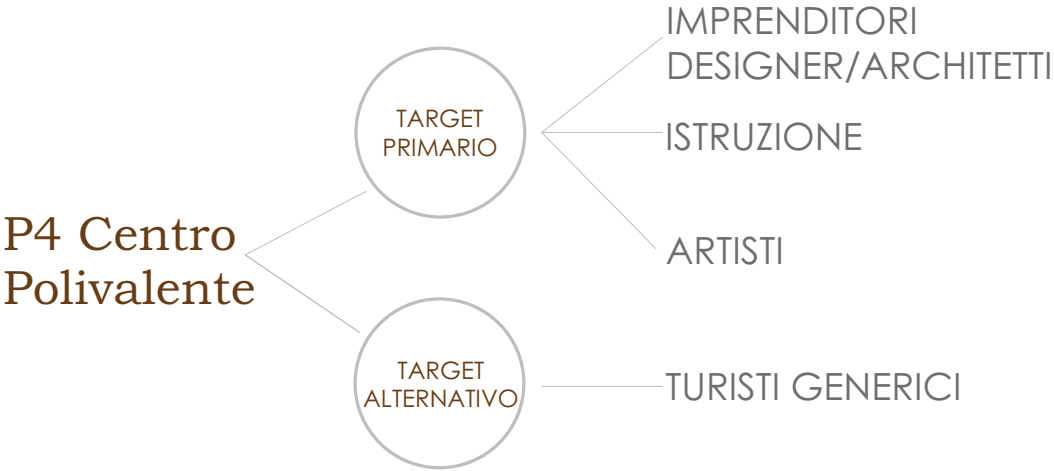 P4 Centro
Polivalente
TARGET
PRIMARIO
IMPRENDITORI
DESIGNER/ARCHITETTI
ISTRUZIONE
ARTISTI
TARGET
ALTERNATIVO
TURISTI GENERICI